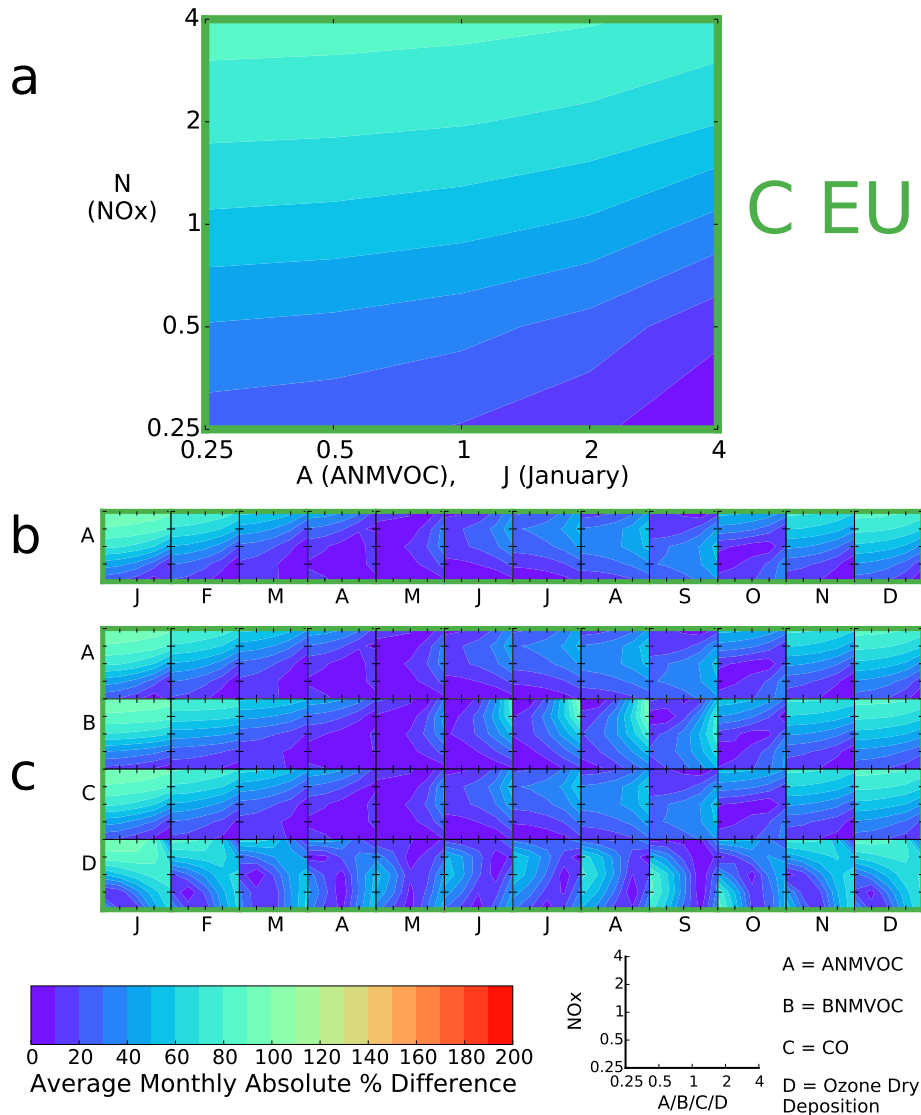 4
a
2
N
(NOx)
C EU
1
0.5
0.25
0.25 0.5 1 2 4
A (ANMVOC), J (January)
b
A
J F M A M J J A S O N D
A
B
c
C
D
J F M A M J J A S O N D
0 20 40 60 80 100 120 140 160 180 200
Average Monthly Absolute % Difference
NOx
4
2
1
0.5
0.25
0.25 0.5 1 2 4
A/B/C/D
A = ANMVOC
B = BNMVOC
C = CO
D = Ozone Dry
Deposition